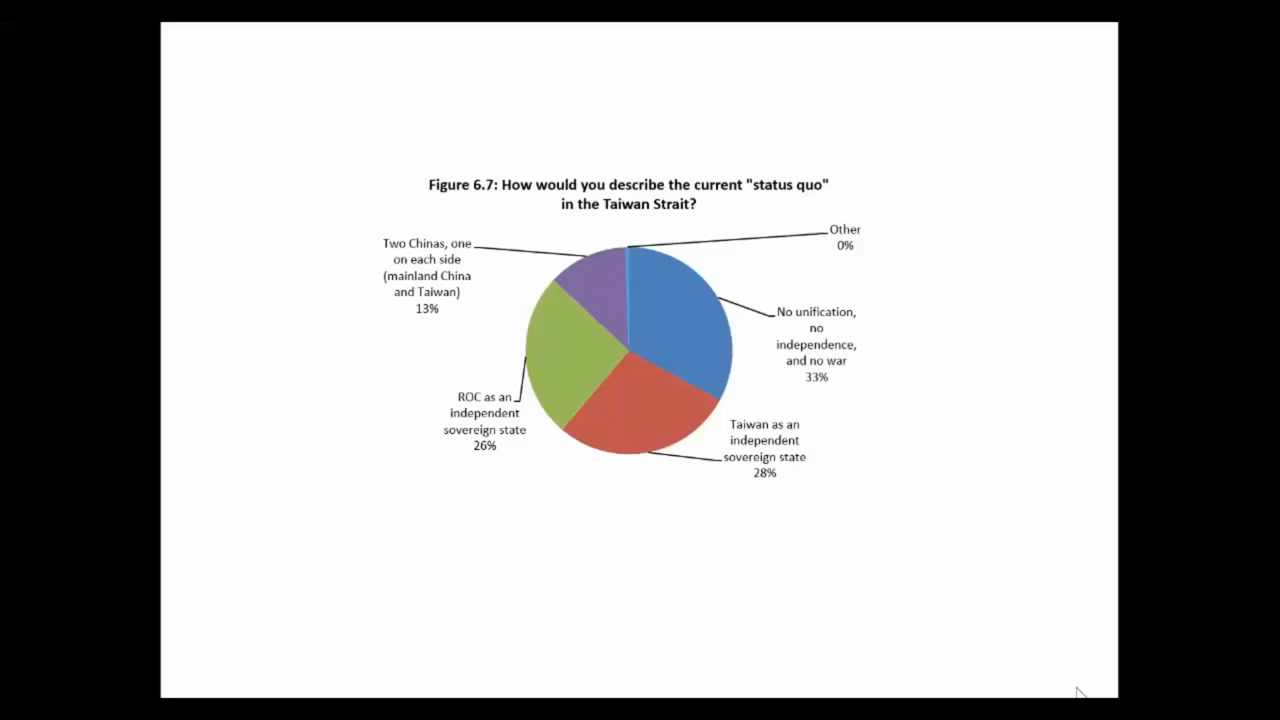 Figure 6.7: How would you describe the current "status quo"
in the Taiwan Strait?
Other
0%
Two Chinas, one
on each side
(mainland China
and Taiwan)
13%
No unification,
no
independence,
and no war
33%
ROC as an
independent
sovereign state
26%
Taiwan as an
independent
sovereign state
28%